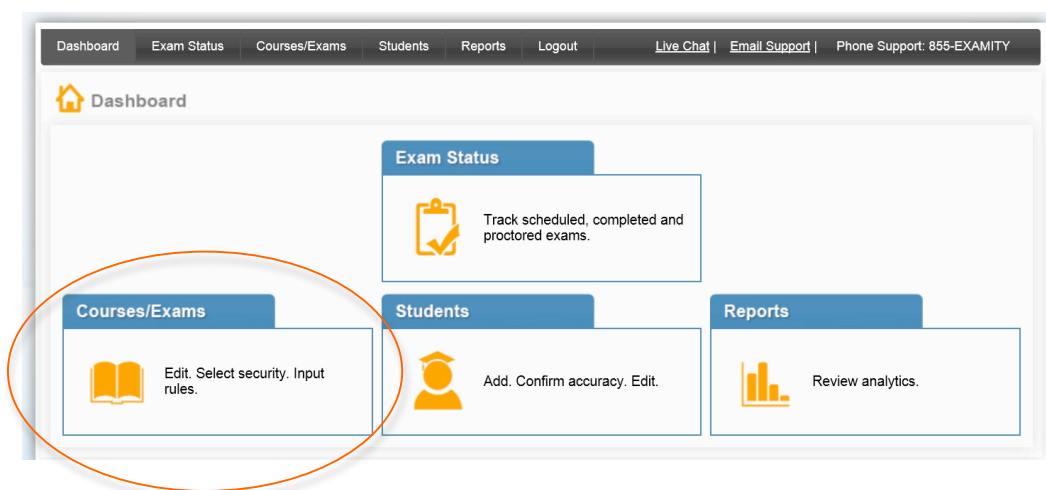 Dashboard Exam Status Courses/Exams Students Reports Logout Live Chat | Email Support | Phone Support: 855-EXAMITY
Dashboard
Exam Status
Track scheduled, completed and
proctored exams.
Courses/Exams
Edit. Select security. Input
rules.
Students
Add. Confirm accuracy. Edit.
Reports
Review analytics.